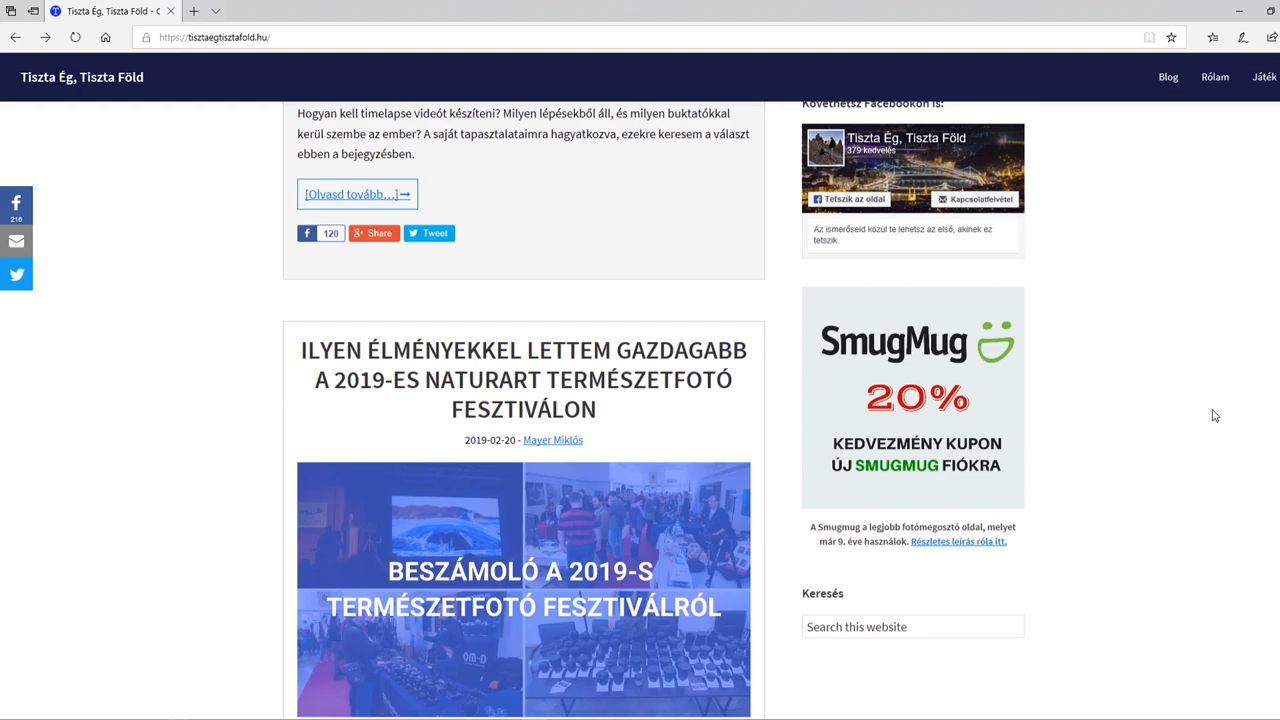 Tiszta Ég, Tiszta Föld - C
https://tisztaegtisztafold.hu/
Tiszta Ég, Tiszta Föld
Blog
Rólam
Játék
Hogyan kell timelapse videót készíteni? Milyen lépésekből áll, és milyen buktatókkal
kerül szembe az ember? A saját tapasztalataimra hagyatkozva, ezekre keresem a választ
ebben a bejegyzésben.
[Olvasd tovább...]
120
Share
Tweet
216
ILYEN ÉLMÉNYEKKEL LETTEM GAZDAGABB
A 2019-ES NATURART TERMÉSZETFOTÓ
FESZTIVÁLON
2019-02-20 - Mayer Miklós
BESZÁMOLÓ A 2019-S
TERMÉSZETFOTÓ FESZTIVÁLRÓL
OM-D
Követhetsz Facebookon is:
Tiszta Ég, Tiszta Föld
379 kedvelés
Tetszik az oldal
Kapcsolatfelvétel
Az ismerőseid közül te lehetsz az első, akinek ez
tetszik.
SmugMug
20%
KEDVEZMÉNY KUPON
ÚJ SMUGMUG FIÓKRA
A Smugmug a legjobb fotómegosztó oldal, melyet
már 9. éve használok. Részletes leírás róla itt.
Keresés
Search this website